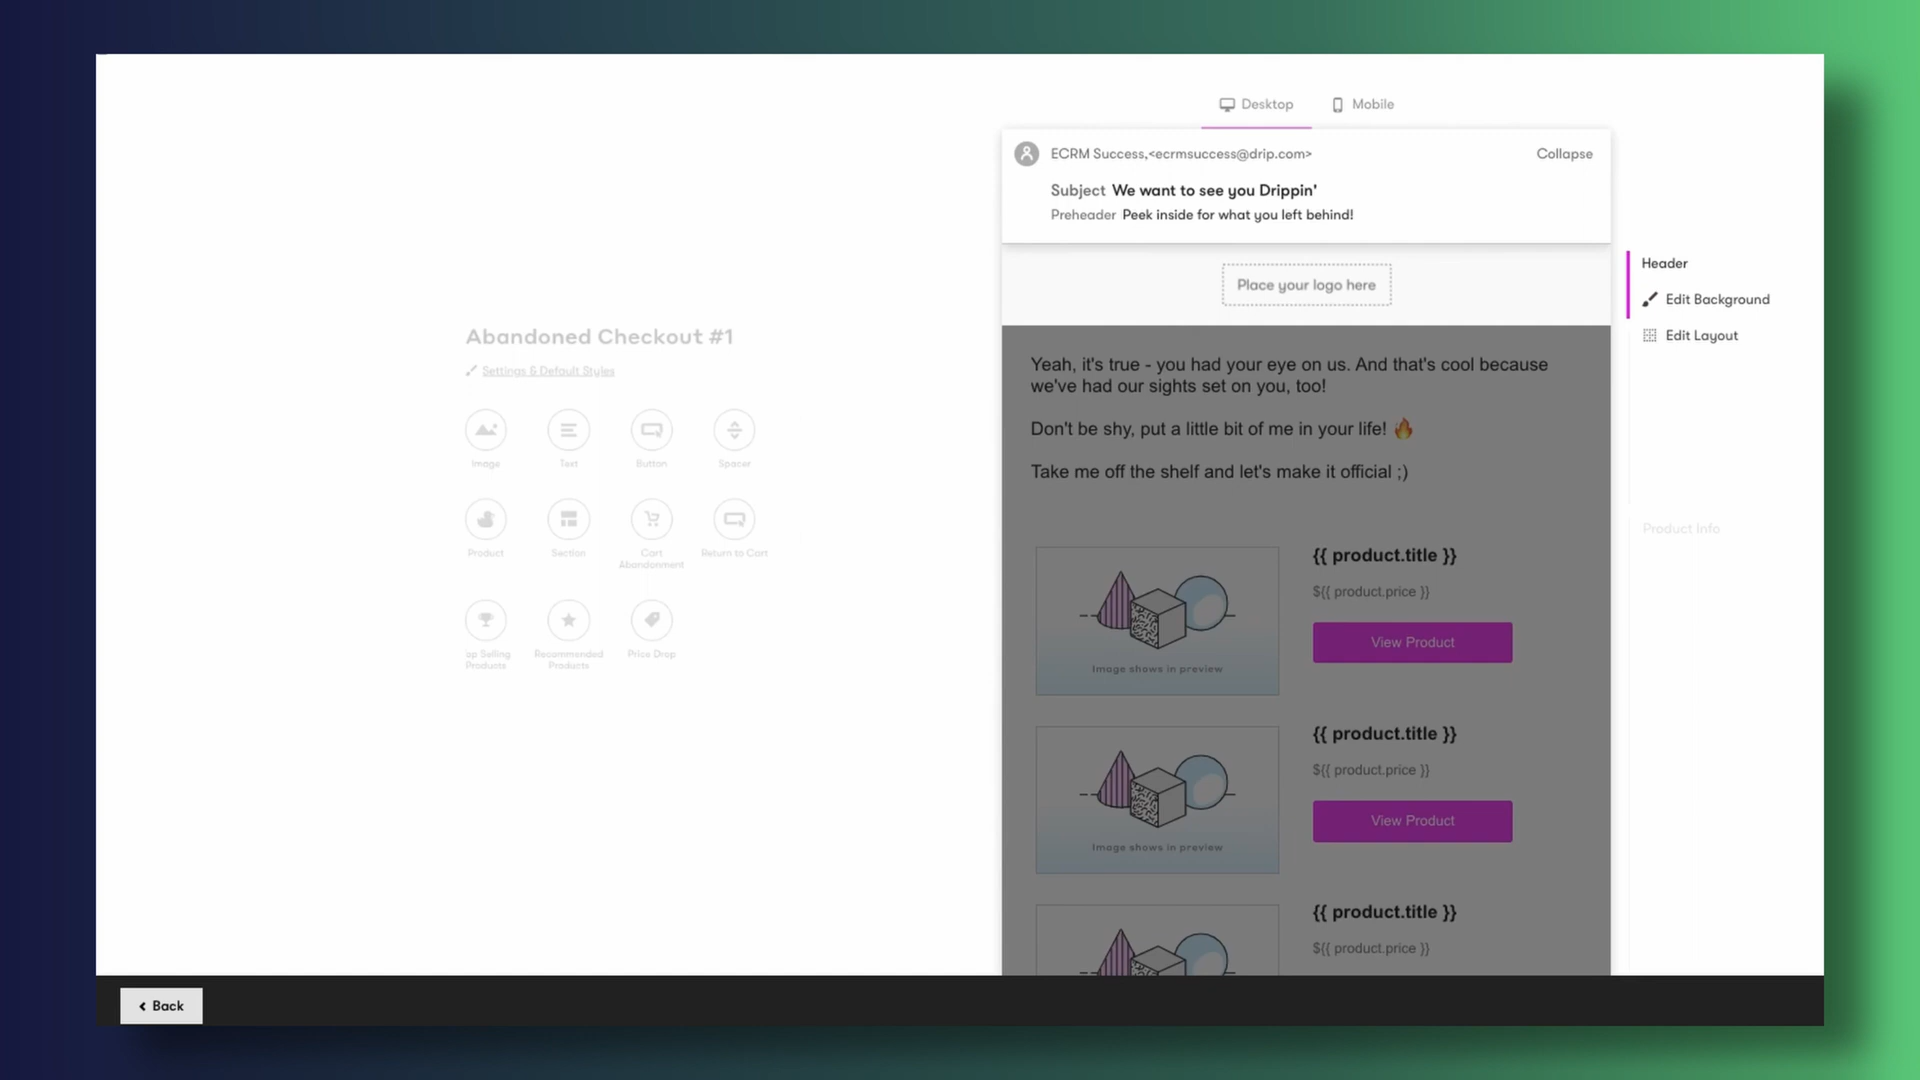 Desktop
Mobile
ECRM Success,<ecrmsuccess@drip.com>
Collapse
Subject We want to see you Drippin'
Preheader Peek inside for what you left behind!
Place your logo here
Header
Edit Background
Edit Layout
Abandoned Checkout #1
Settings & Default Styles
Image
Text
Button
Spacer
Product
Section
Cart
Abandonment
Return to Cart
op Selling
Products
Recommended
Products
Price Drop
Yeah, it's true - you had your eye on us. And that's cool because
we've had our sights set on you, too!
Don't be shy, put a little bit of me in your life! 🔥
Take me off the shelf and let's make it official ;)
Product Info
{{ product.title }}
${{ product.price }}
View Product
Image shows in preview
{{ product.title }}
${{ product.price }}
View Product
Image shows in preview
{{ product.title }}
${{ product.price }}
Back